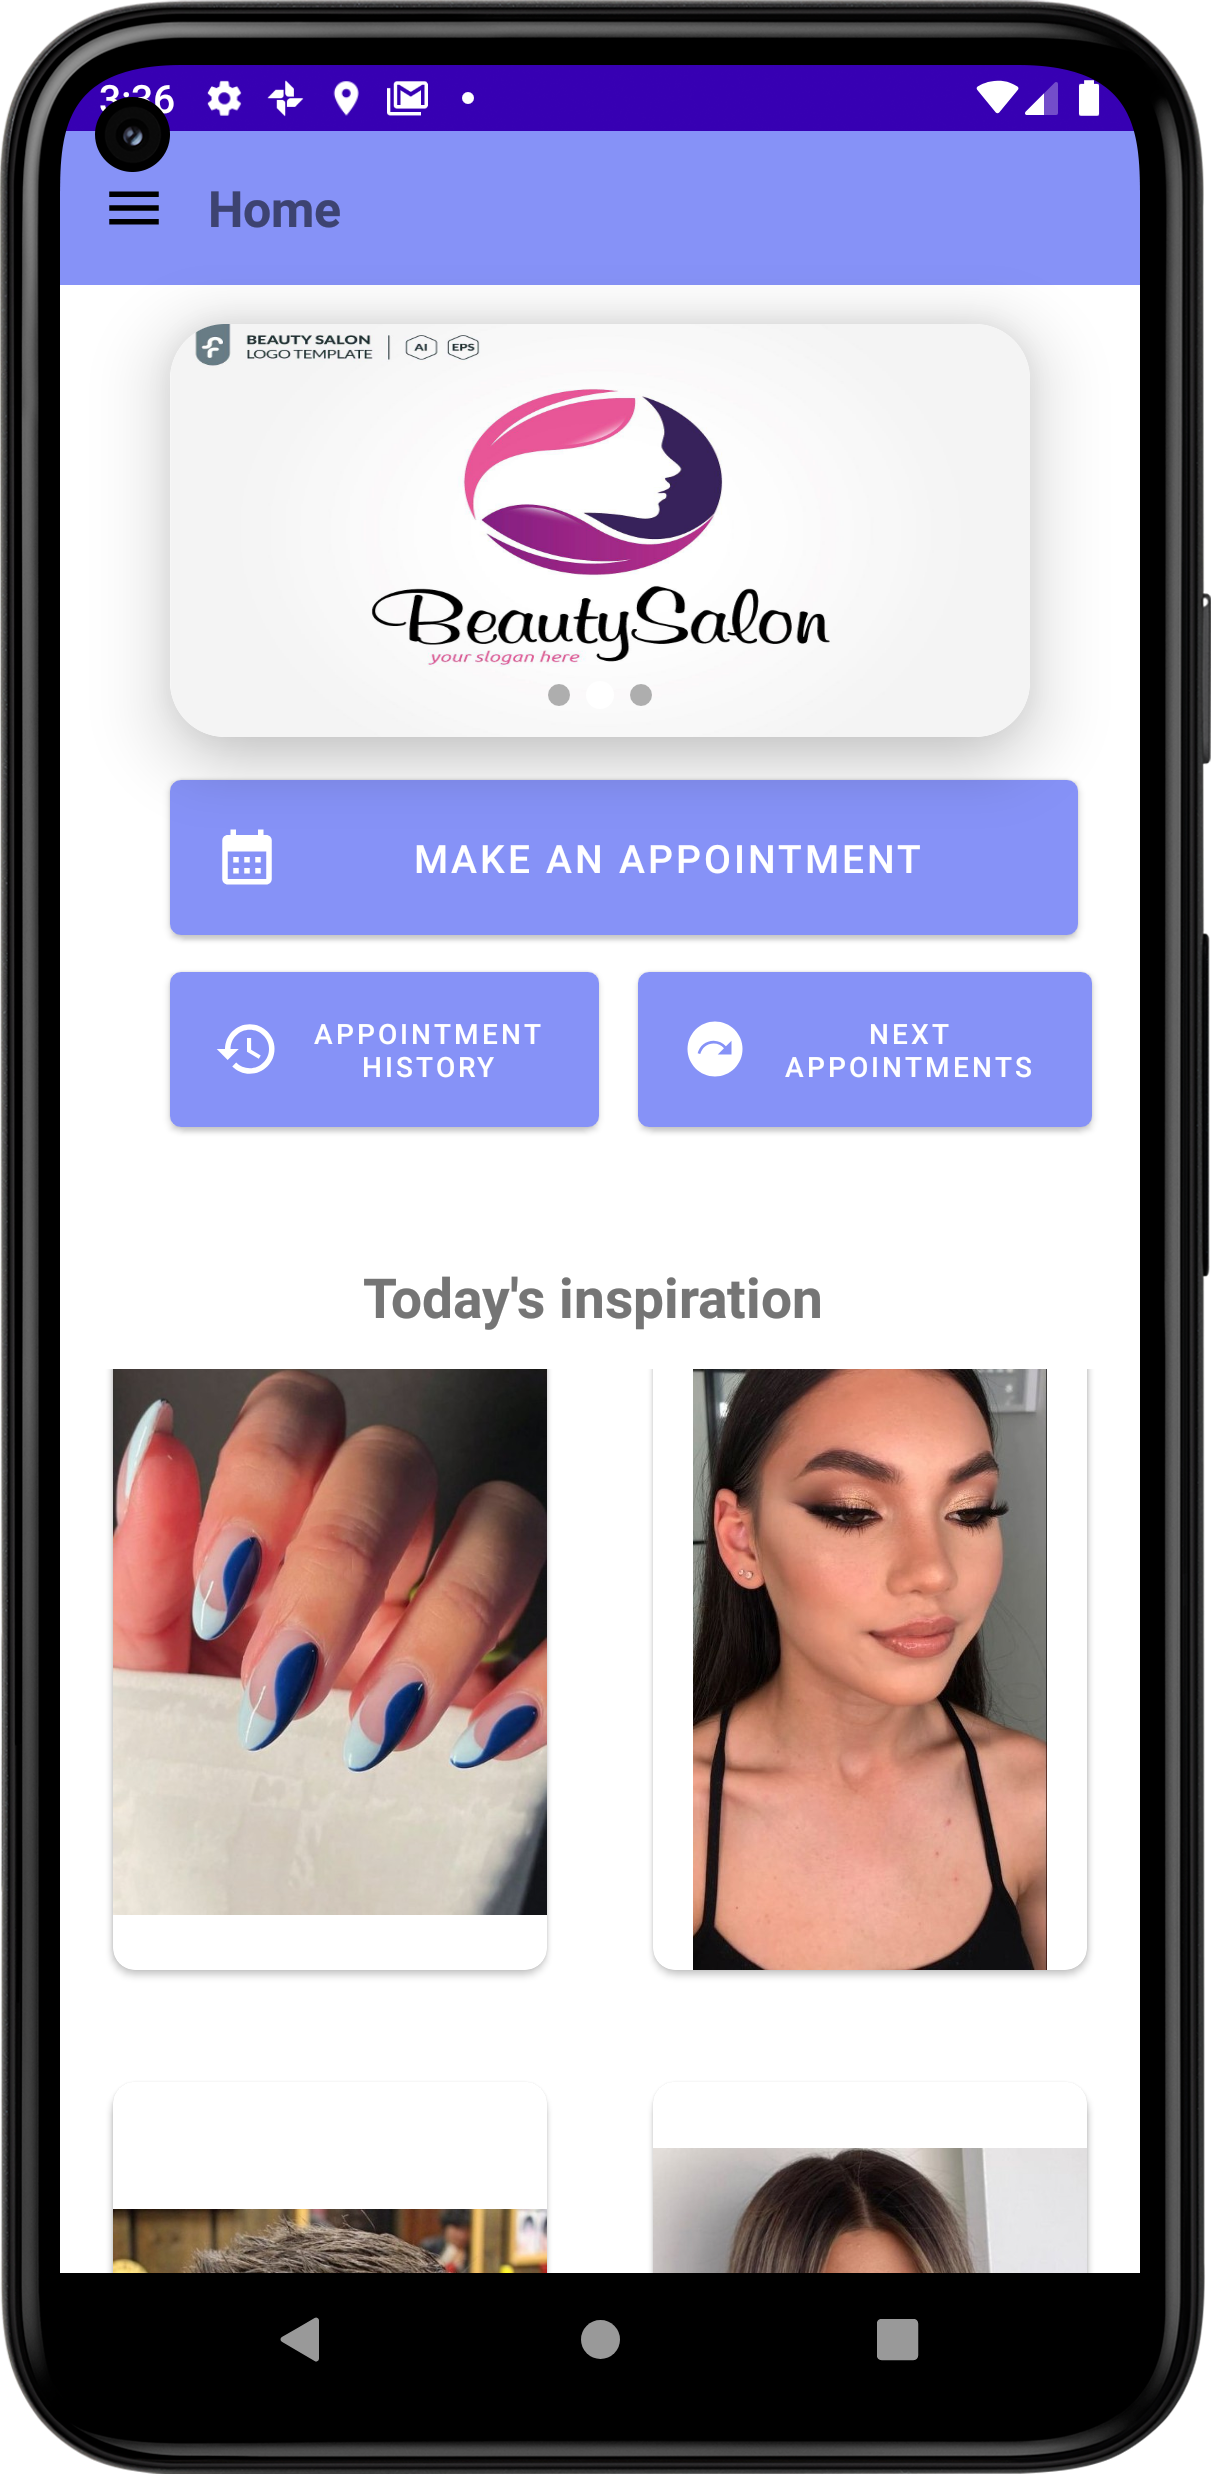 3:36
Home
BEAUTY SALON
LOGO TEMPLATE
AI
EPS
BeautySalon
your slogan here
MAKE AN APPOINTMENT
APPOINTMENT
HISTORY
NEXT
APPOINTMENTS
Today's inspiration